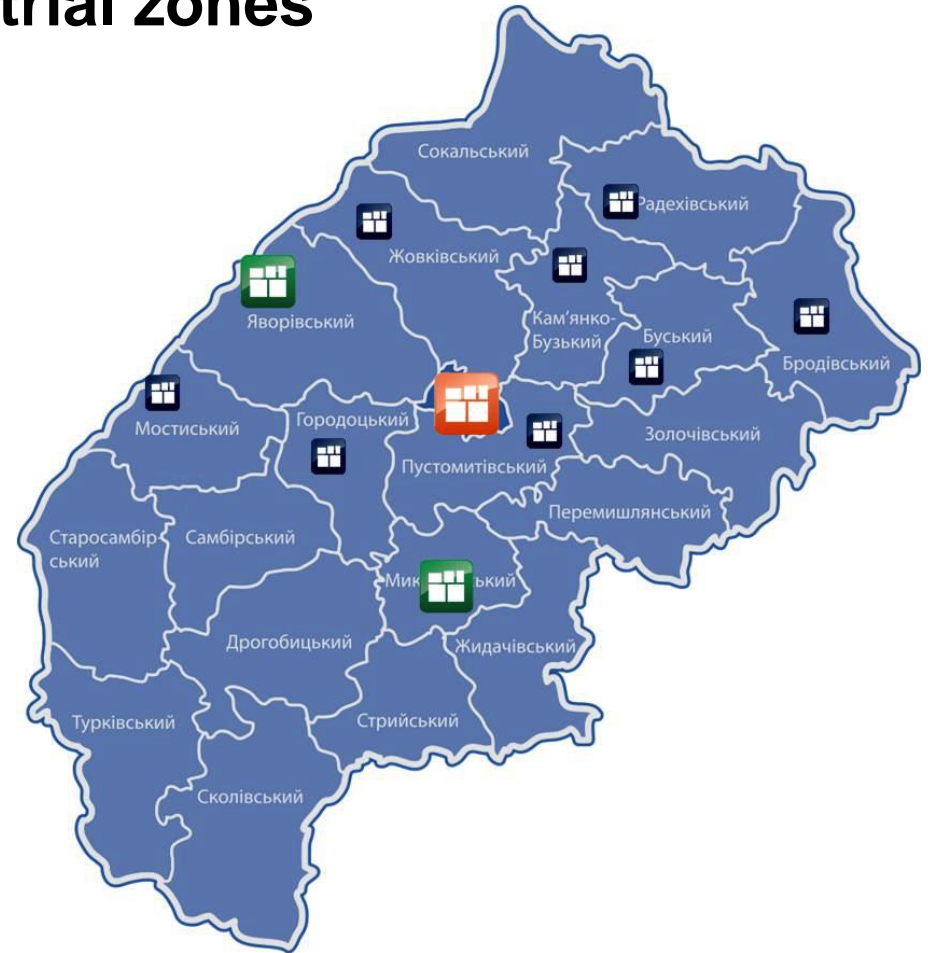 trial zones
Сокальський
Радехівський
Жовківський
Яворівський
Кам’янко-
Бузький
Буський
Бродівський
Мостиський
Городоцький
Золочівський
Пустомитівський
Перемишлянський
Старосамбір-
ський
Самбірський
Дрогобицький
Жидачівський
Турківський
Стрийський
Сколівський